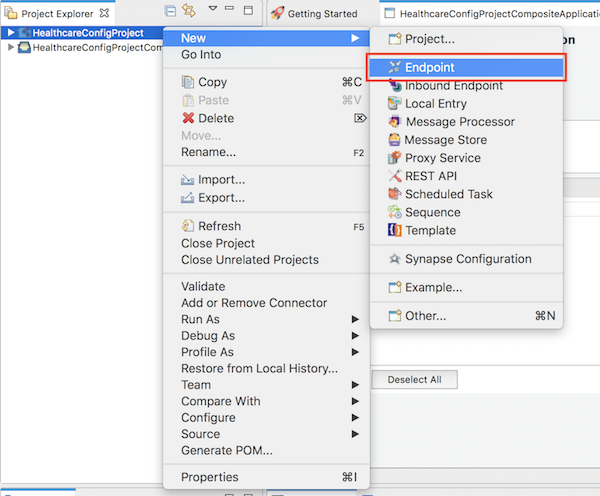 Project Explorer
Getting Started
HealthcareConfigProjectCompositeApplication
HealthcareConfigProject
HealthcareConfigProjectCom
on
New
Go Into
Copy ⌘C
Paste ⌘V
Delete ⌦
Move...
Rename... F2
Import...
Export...
Refresh F5
Close Project
Close Unrelated Projects
Validate
Add or Remove Connector
Run As
Debug As
Profile As
Restore from Local History...
Team
Compare With
Configure
Source
Generate POM...
Properties ⌘I
Project...
Endpoint
Inbound Endpoint
Local Entry
Message Processor
Message Store
Proxy Service
REST API
Scheduled Task
Sequence
Template
Synapse Configuration
Example...
Other... ⌘N
Deselect All